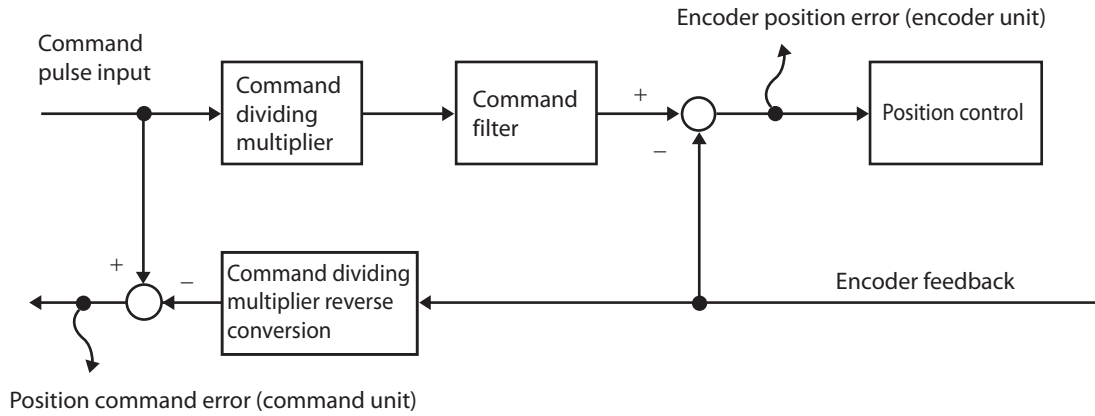 Encoder position error (encoder unit)
Command
pulse input
Command
dividing
multiplier
Command
filter
+
−
Position control
+
−
Command dividing
multiplier reverse
conversion
Encoder feedback
Position command error (command unit)